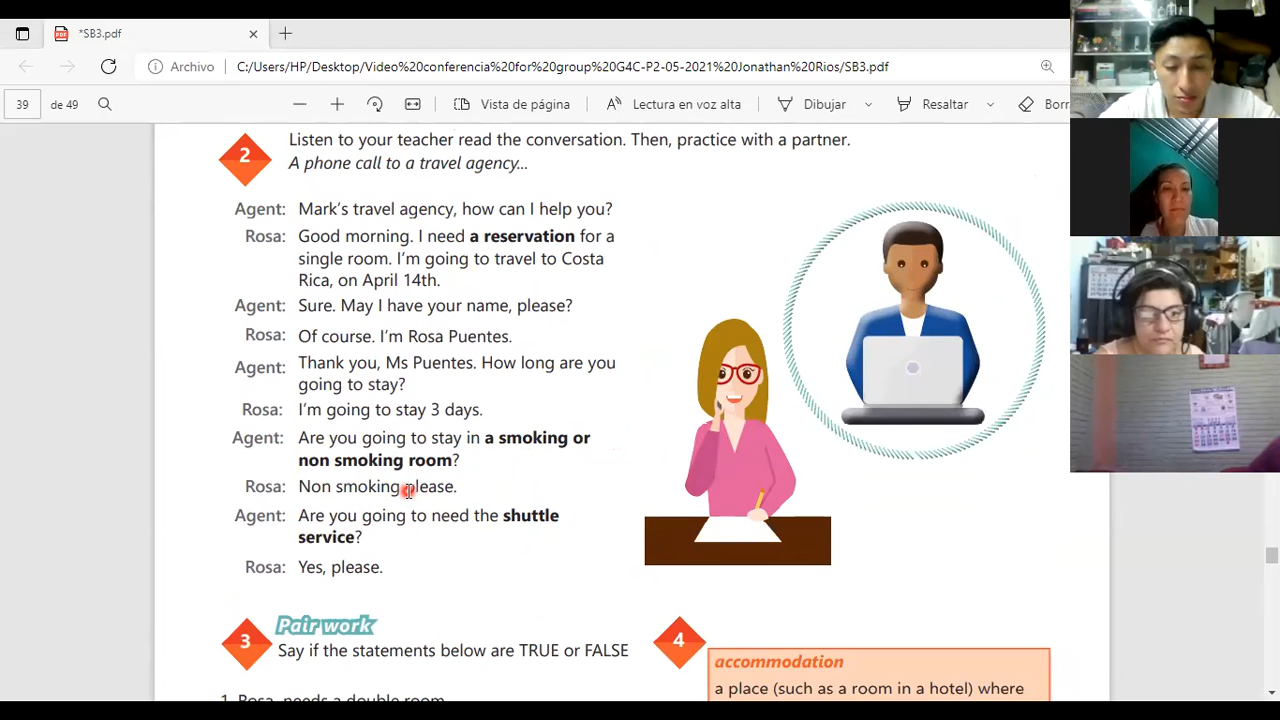 *SB3.pdf
Archivo C:/Users/HP/Desktop/Video%20conferencia%20for%20group%20G4C-P2-05-2021%20Jonathan%20Rios/SB3.pdf
39 de 49 Vista de página Lectura en voz alta Dibujar Resaltar Borr
2 Listen to your teacher read the conversation. Then, practice with a partner.
A phone call to a travel agency...
Agent: Mark's travel agency, how can I help you?
Rosa: Good morning. I need a reservation for a
single room. I'm going to travel to Costa
Rica, on April 14th.
Agent: Sure. May I have your name, please?
Rosa: Of course. I'm Rosa Puentes.
Agent: Thank you, Ms Puentes. How long are you
going to stay?
Rosa: I'm going to stay 3 days.
Agent: Are you going to stay in a smoking or
non smoking room?
Rosa: Non smoking please.
Agent: Are you going to need the shuttle
service?
Rosa: Yes, please.
3 Pair work
Say if the statements below are TRUE or FALSE
1. Rosa needs a double room
4
accommodation
a place (such as a room in a hotel) where